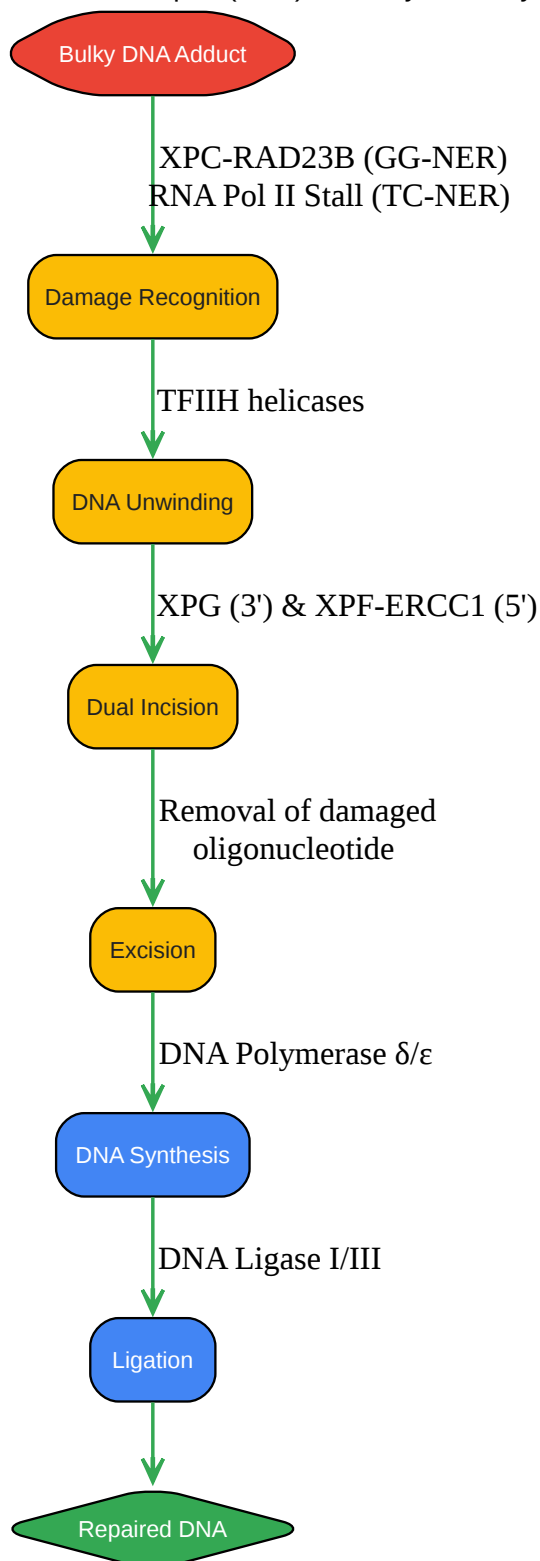 Bulky DNA Adduct
XPC-RAD23B (GG-NER)
RNA Pol II Stall (TC-NER)
Damage Recognition
TFIIH helicases
DNA Unwinding
XPG (3') & XPF-ERCC1 (5')
Dual Incision
Removal of damaged
oligonucleotide
Excision
DNA Polymerase δ/ε
DNA Synthesis
DNA Ligase I/III
Ligation
Repaired DNA